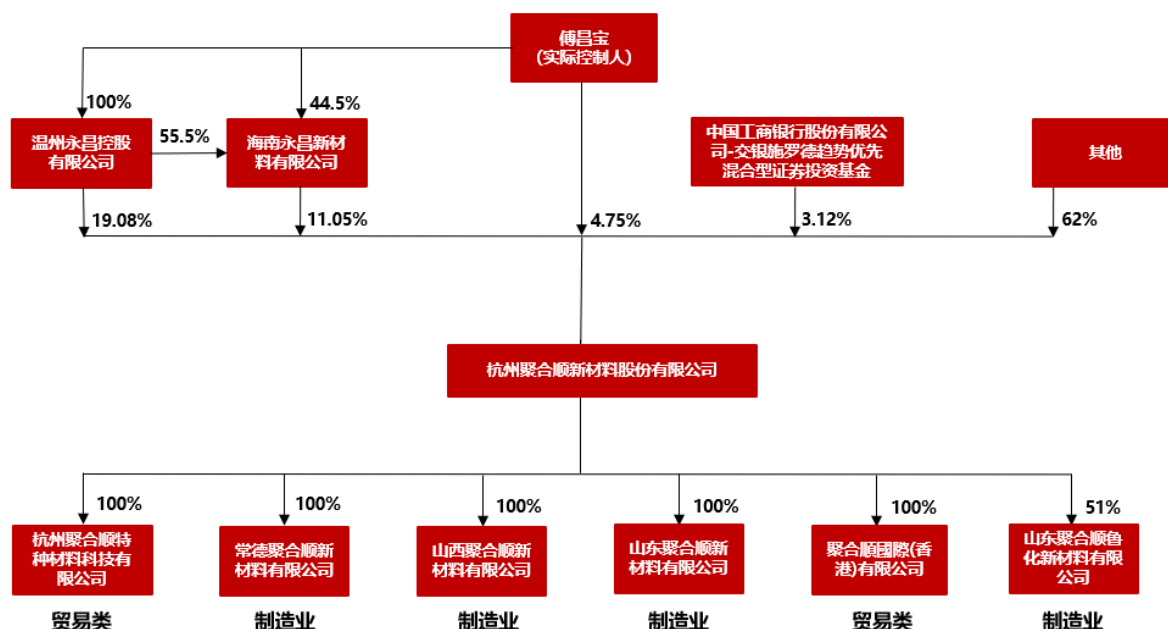 傅昌宝
(实际控制人)
100%
44.5%
温州永昌控股
有限公司
55.5%
海南永昌新材
料有限公司
中国工商银行股份有限公
司-交银施罗德趋势优先
混合型证券投资基金
其他
19.08%
11.05%
4.75%
3.12%
62%
杭州聚合顺新材料股份有限公司
100%
100%
100%
100%
100%
51%
杭州聚合顺特
种材料科技有
限公司
常德聚合顺新
材料有限公司
山西聚合顺新
材料有限公司
山东聚合顺新
材料有限公司
聚合順國際(香
港)有限公司
山东聚合顺鲁
化新材料有限
公司
贸易类
制造业
制造业
制造业
贸易类
制造业